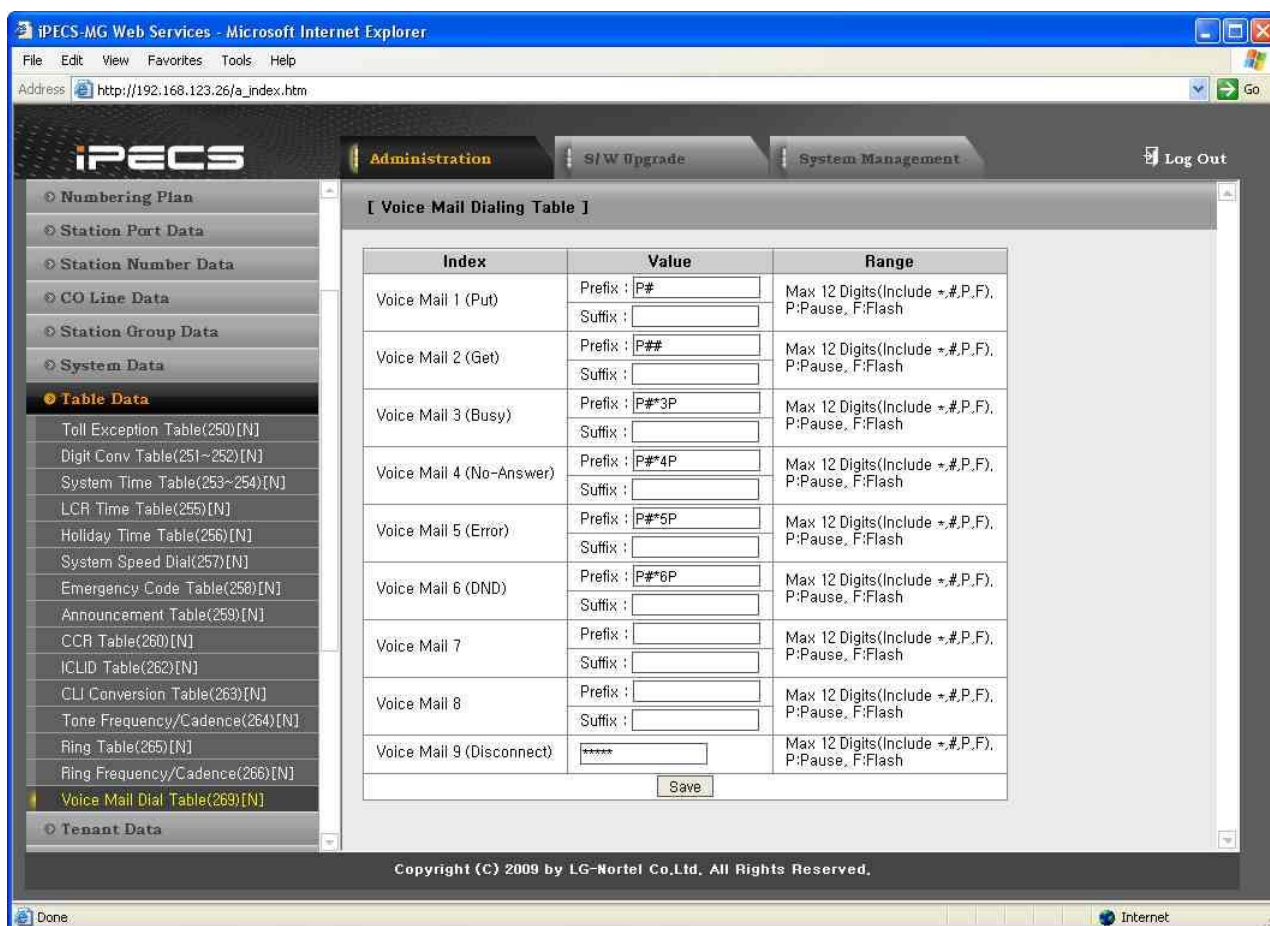 iPECS-MG Web Services - Microsoft Internet Explorer
File Edit View Favorites Tools Help
Address http://192.168.123.26/a_index.htm Go
iPECS
Administration S/W Upgrade System Management Log Out
Numbering Plan
Station Port Data
Station Number Data
CO Line Data
Station Group Data
System Data
Table Data
Toll Exception Table(250)[N]
Digit Conv Table(251~252)[N]
System Time Table(253~254)[N]
LCR Time Table(255)[N]
Holiday Time Table(256)[N]
System Speed Dial(257)[N]
Emergency Code Table(258)[N]
Announcement Table(259)[N]
CCR Table(260)[N]
ICLID Table(262)[N]
CLI Conversion Table(263)[N]
Tone Frequency/Cadence(264)[N]
Ring Table(265)[N]
Ring Frequency/Cadence(266)[N]
Voice Mail Dial Table(269)[N]
Tenant Data
[ Voice Mail Dialing Table ]
Index Value Range
Voice Mail 1 (Put)
Prefix : P#
Suffix :
Max 12 Digits(Include *,#,P,F),
P:Pause, F:Flash
Voice Mail 2 (Get)
Prefix : P##
Suffix :
Max 12 Digits(Include *,#,P,F),
P:Pause, F:Flash
Voice Mail 3 (Busy)
Prefix : P#*3P
Suffix :
Max 12 Digits(Include *,#,P,F),
P:Pause, F:Flash
Voice Mail 4 (No-Answer)
Prefix : P#*4P
Suffix :
Max 12 Digits(Include *,#,P,F),
P:Pause, F:Flash
Voice Mail 5 (Error)
Prefix : P#*5P
Suffix :
Max 12 Digits(Include *,#,P,F),
P:Pause, F:Flash
Voice Mail 6 (DND)
Prefix : P#*6P
Suffix :
Max 12 Digits(Include *,#,P,F),
P:Pause, F:Flash
Voice Mail 7
Prefix :
Suffix :
Max 12 Digits(Include *,#,P,F),
P:Pause, F:Flash
Voice Mail 8
Prefix :
Suffix :
Max 12 Digits(Include *,#,P,F),
P:Pause, F:Flash
Voice Mail 9 (Disconnect)
*****
Max 12 Digits(Include *,#,P,F),
P:Pause, F:Flash
Save
Copyright (C) 2009 by LG-Nortel Co.Ltd. All Rights Reserved.
Done Internet